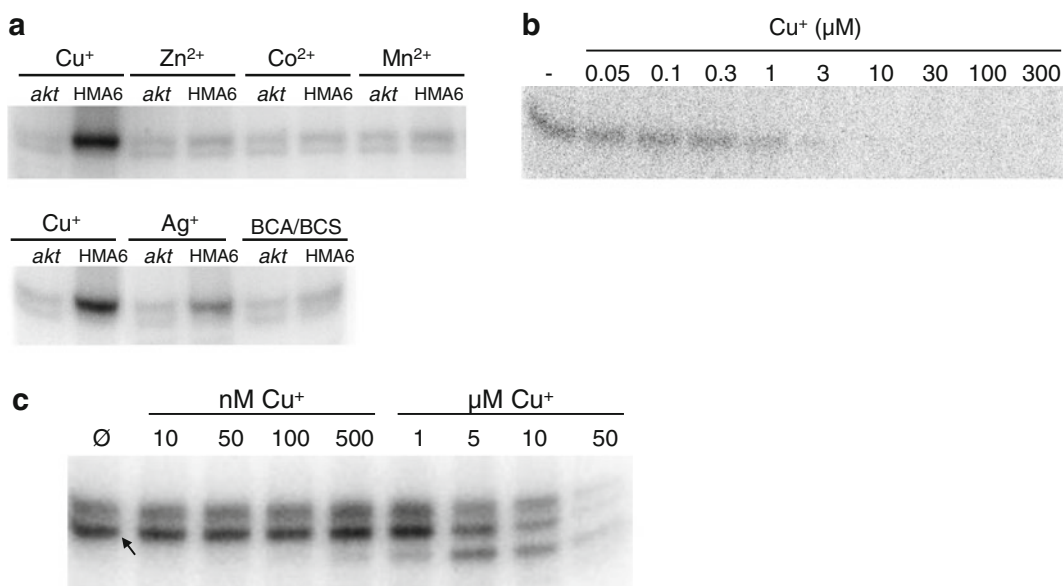 a
Cu⁺ Zn²⁺ Co²⁺ Mn²⁺
akt HMA6 akt HMA6 akt HMA6 akt HMA6
Cu⁺ Ag⁺ BCA/BCS
akt HMA6 akt HMA6 akt HMA6
b
Cu⁺ (µM)
- 0.05 0.1 0.3 1 3 10 30 100 300
c
nM Cu⁺ µM Cu⁺
Ø 10 50 100 500 1 5 10 50